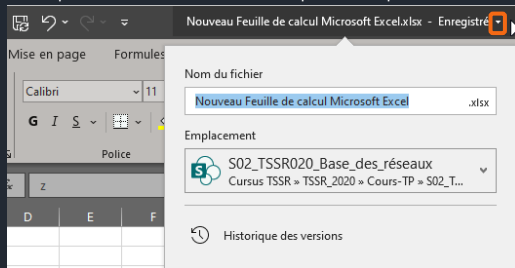 Nouveau Feuille de calcul Microsoft Excel.xlsx - Enregistré
Mise en page Formules
Nom du fichier
Calibri 11
Nouveau Feuille de calcul Microsoft Excel .xlsx
G I S
Emplacement
Police
S02_TSSR020_Base_des_réseaux
Cursus TSSR » TSSR_2020 » Cours-TP » S02_T...
z
D E F
Historique des versions